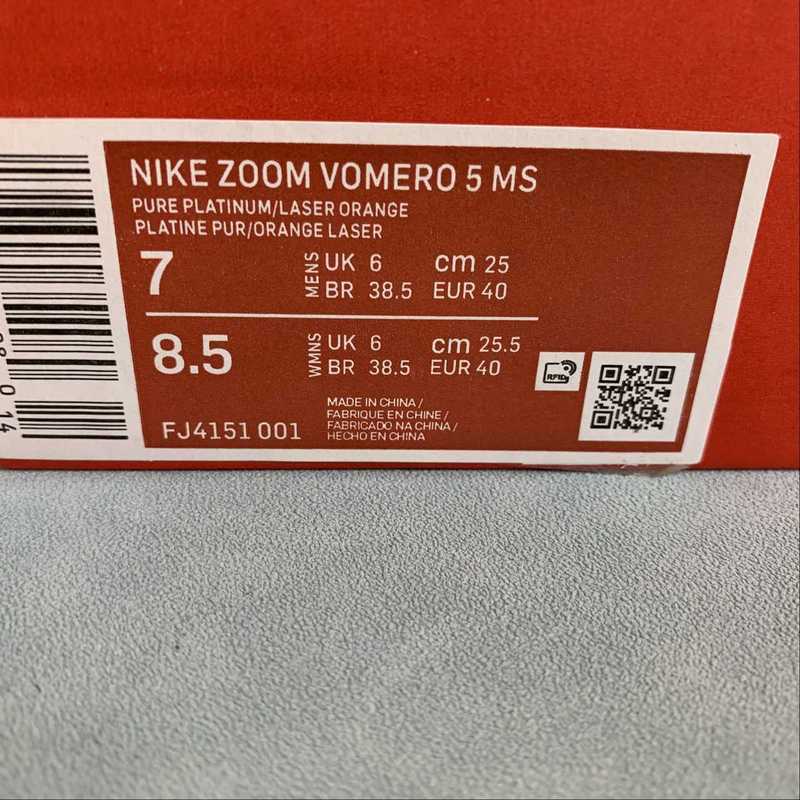 NIKE ZOOM VOMERO 5 MS
PURE PLATINUM/LASER ORANGE
PLATINE PUR/ORANGE LASER
7 MENS UK 6 cm 25
BR 38.5 EUR 40
8.5 WMNS UK 6 cm 25.5
BR 38.5 EUR 40
RFID
MADE IN CHINA /
FABRIQUE EN CHINE /
FABRICADO NA CHINA /
HECHO EN CHINA
FJ4151 001
0 14